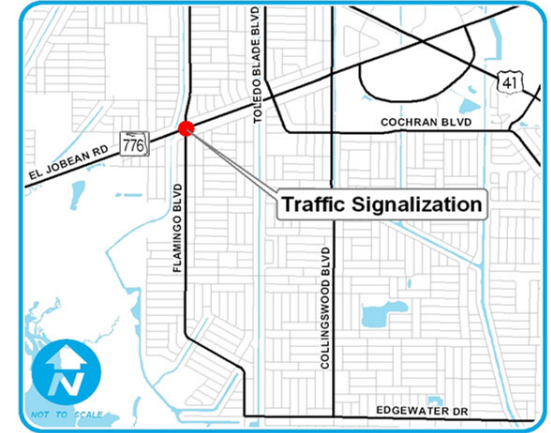 TOLEDO BLADE BLVD
41
COCHRAN BLVD
776
EL JOBEAN RD
Traffic Signalization
FLAMINGO BLVD
COLLINGSWOOD BLVD
N
NOT TO SCALE
EDGEWATER DR